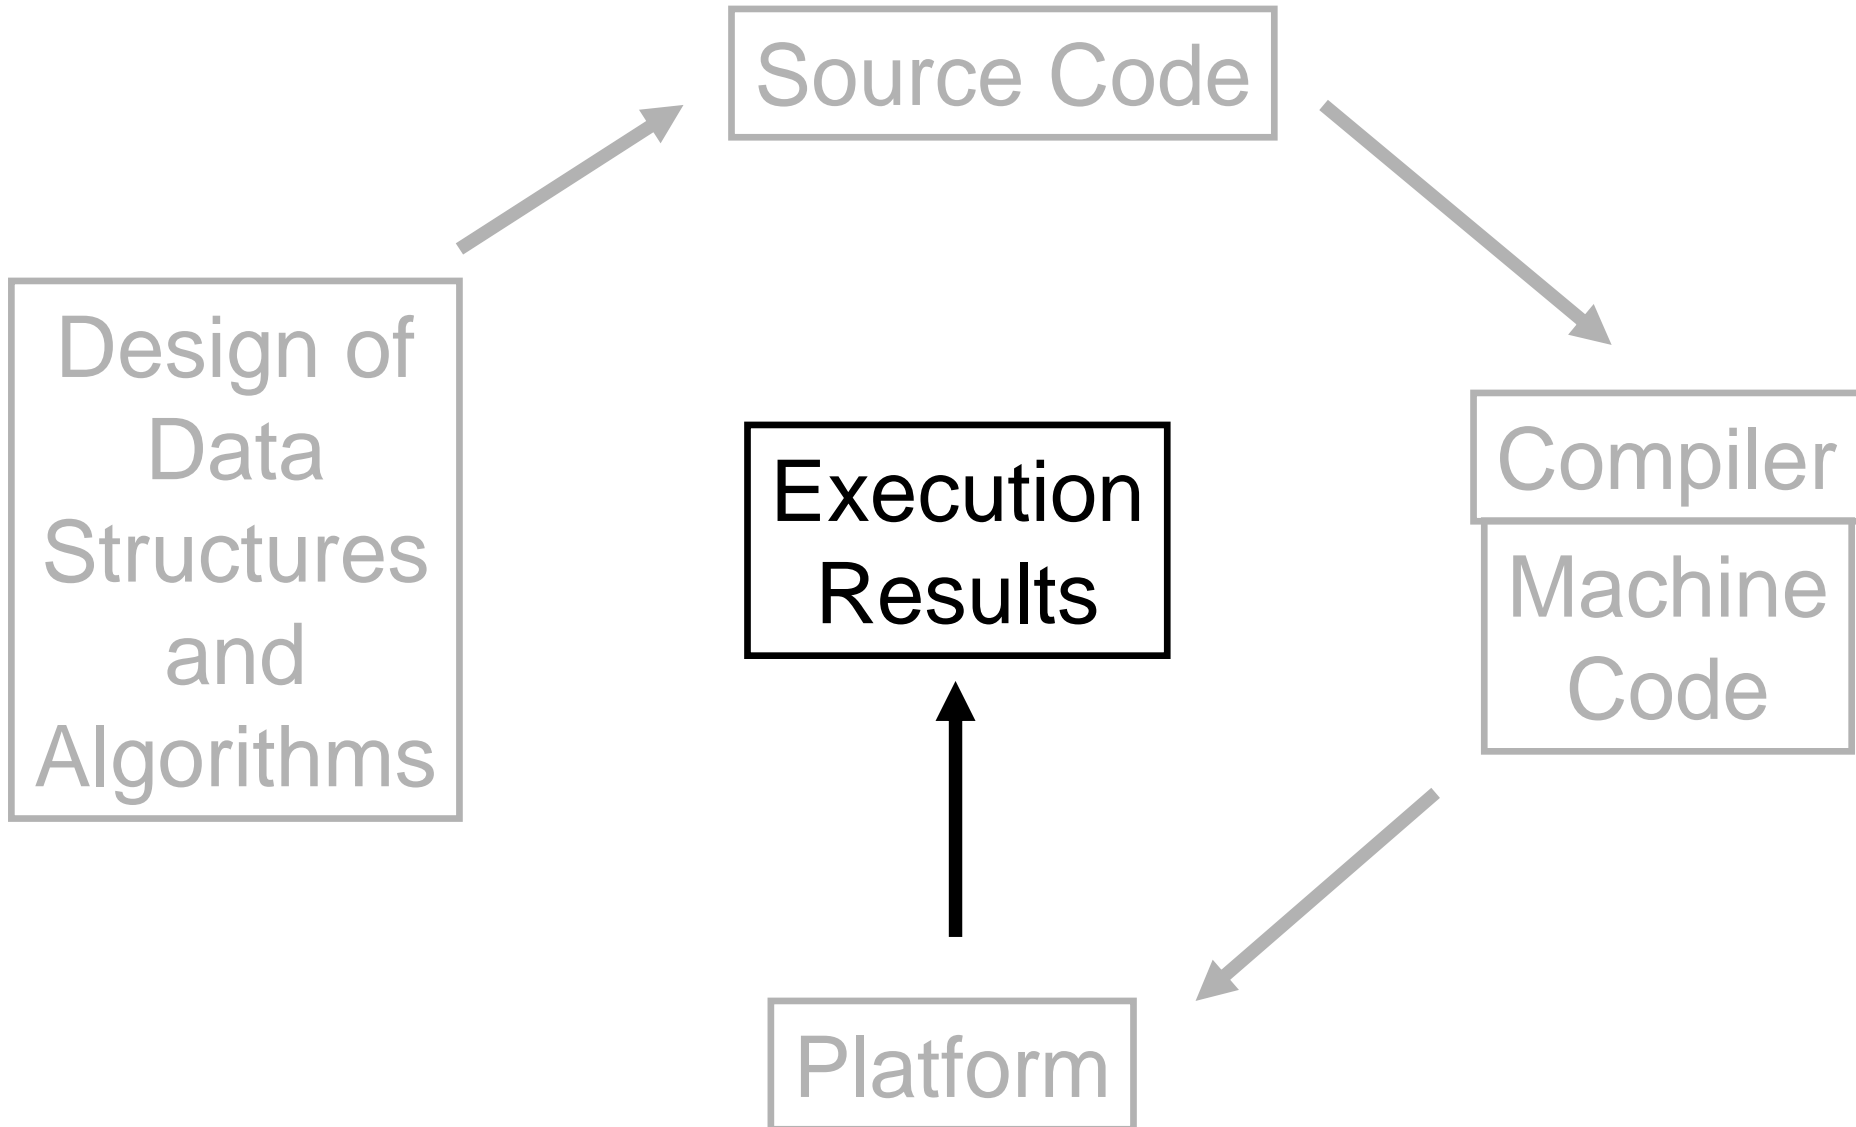 Source Code
Design of
Data
Structures
and
Algorithms
Execution
Results
Compiler
Machine
Code
Platform